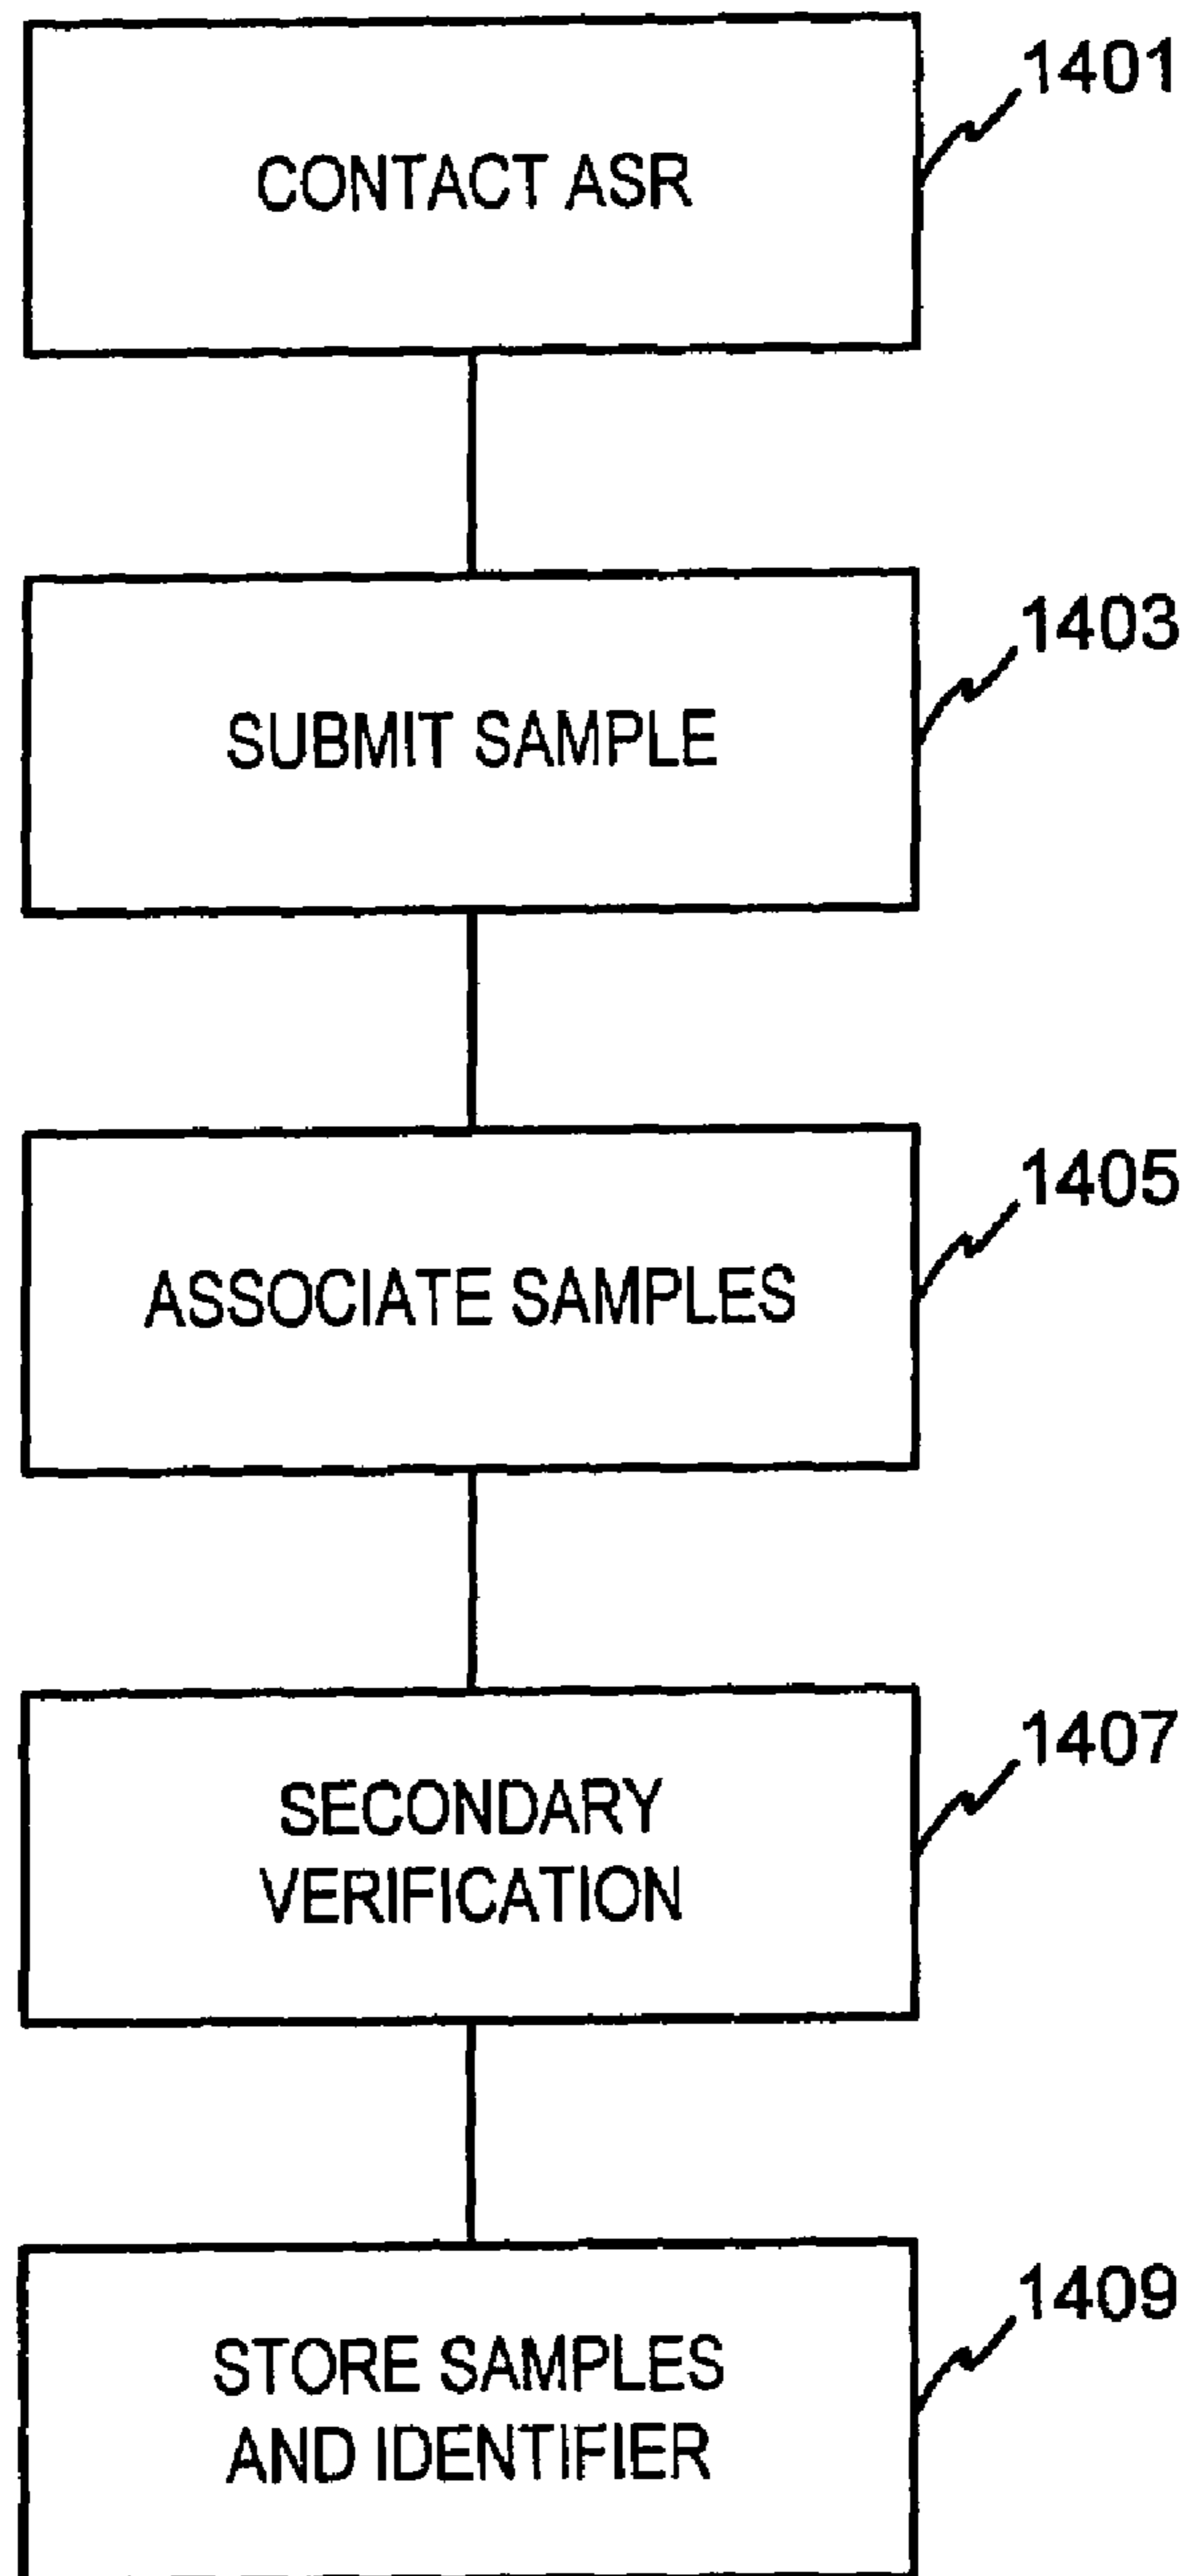 CONTACT ASR
1401
SUBMIT SAMPLE
1403
ASSOCIATE SAMPLES
1405
SECONDARY
VERIFICATION
1407
STORE SAMPLES
AND IDENTIFIER
1409